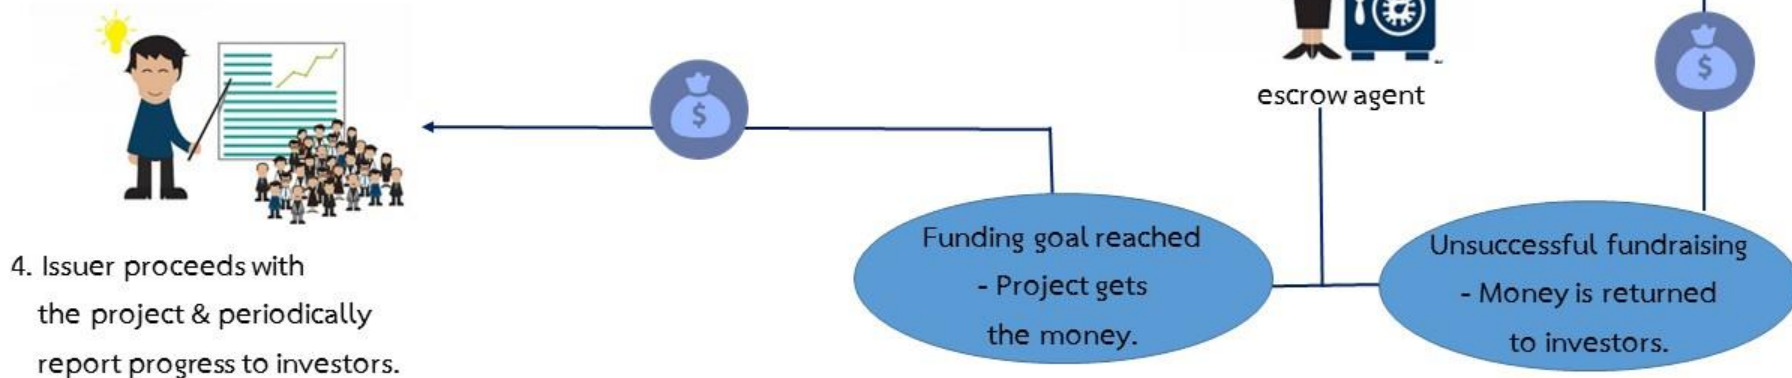 escrow agent
Funding goal reached
- Project gets
the money.
Unsuccessful fundraising
- Money is returned
to investors.
4. Issuer proceeds with
the project & periodically
report progress to investors.
$
$